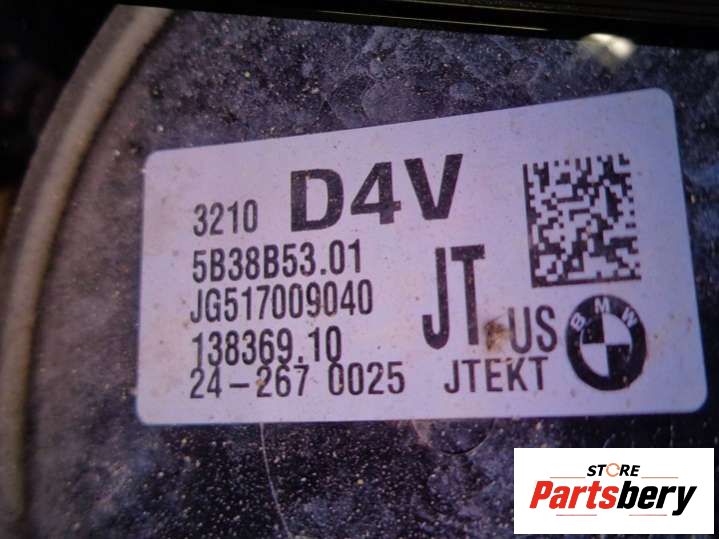 3210 D4V
5B38B53.01
JG517009040
138369.10
24-267 0025
JT US
JTEKT
BMW
STORE
Partsbery